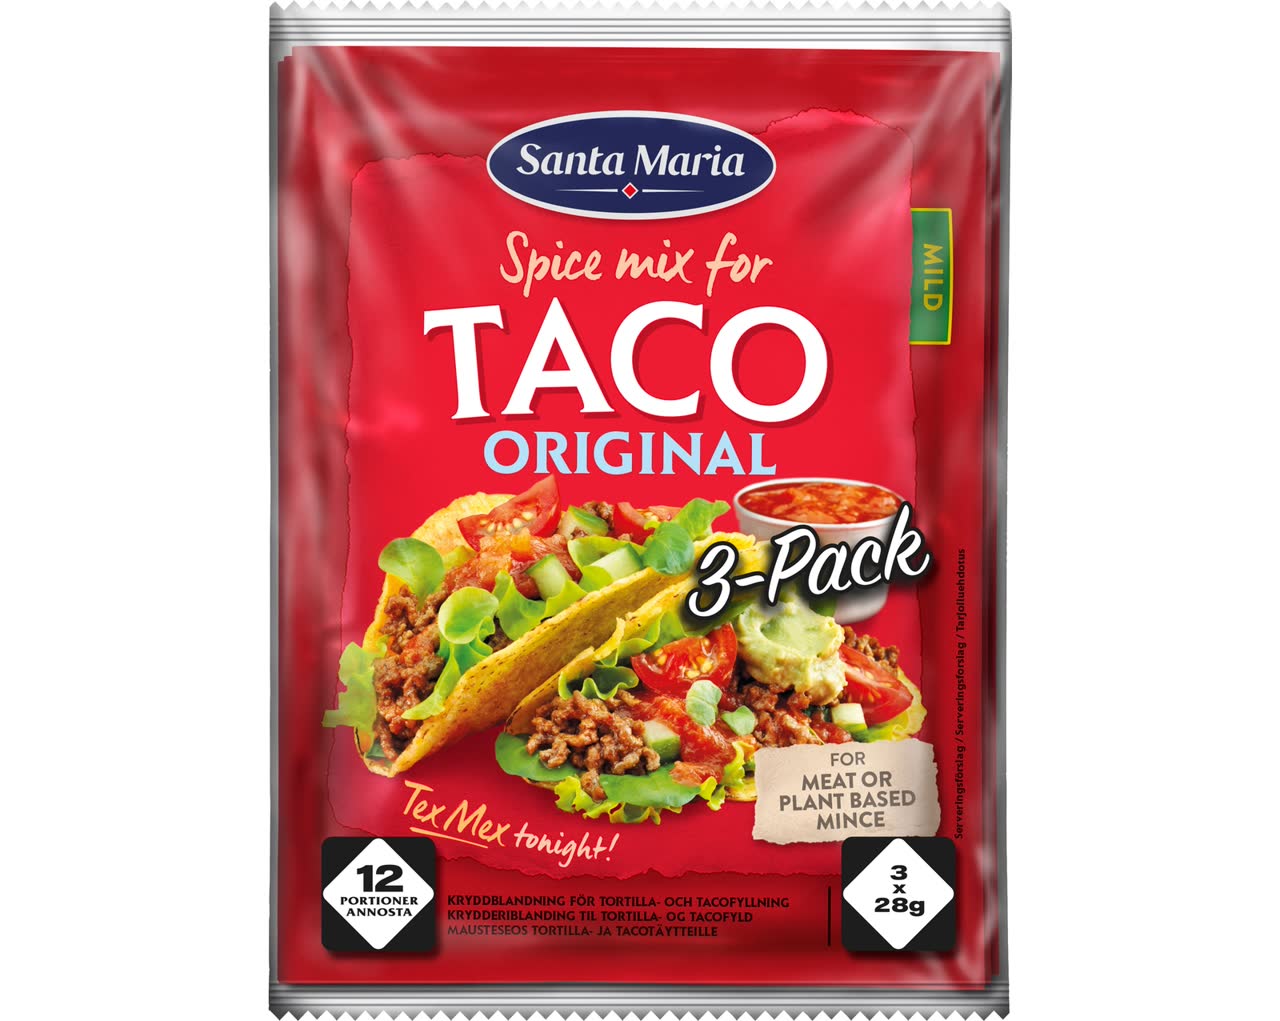 Santa Maria
Spice mix for
TACO
ORIGINAL
MILD
3-Pack
FOR
MEAT OR
PLANT BASED
MINCE
Tex Mex tonight!
Serveringsförslag / Serveringsforslag / Tarjoiluehdotus
12
PORTIONER
ANNOSTA
KRYDDBLANDNING FÖR TORTILLA- OCH TACOFYLLNING
KRYDDERIBLANDING TIL TORTILLA- OG TACOFYLD
MAUSTESEOS TORTILLA- JA TACOTÄYTTEILLE
3
x
28g